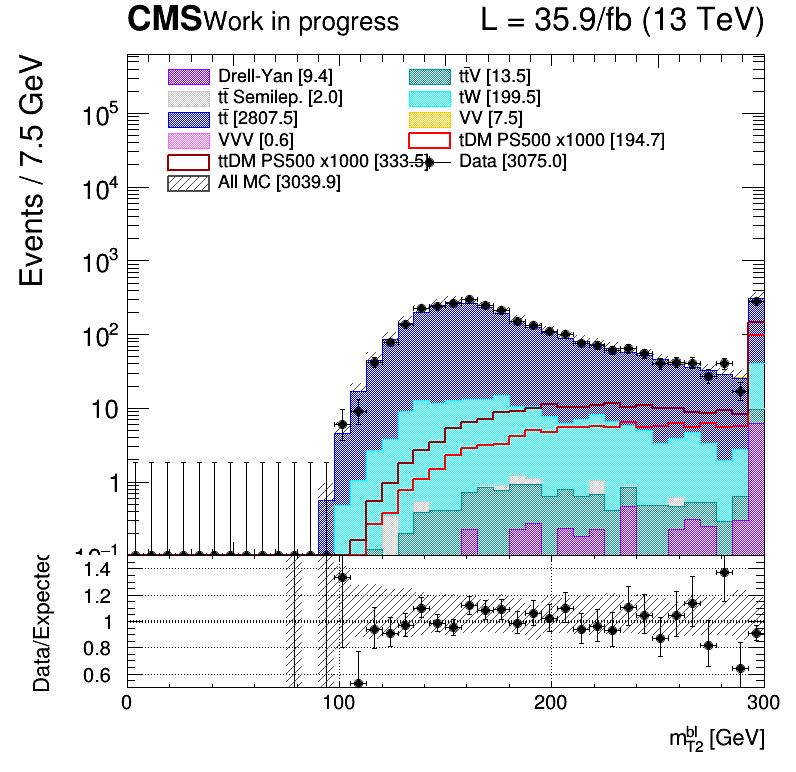 CMS Work in progress L = 35.9/fb (13 TeV)
Events / 7.5 GeV
Drell-Yan [9.4] tt̄V [13.5]
tt̄ Semilep. [2.0] tW [199.5]
tt̄ [2807.5] VV [7.5]
VVV [0.6] tDM PS500 x1000 [194.7]
ttDM PS500 x1000 [333.5] Data [3075.0]
All MC [3039.9]
10⁵
10⁴
10³
10²
10
1
10⁻¹
Data/Expected
1.4
1.2
1
0.8
0.6
0 100 200 300
m_T2^bl [GeV]